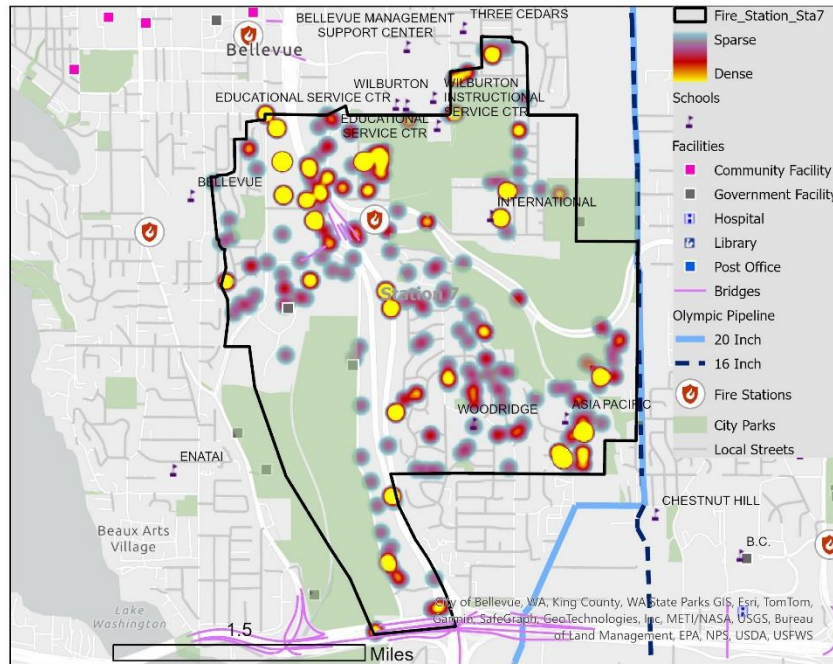 THREE CEDARS
BELLEVUE MANAGEMENT
SUPPORT CENTER
Bellevue
WILBURTON
WILBURTON
INSTRUCTIONAL
SERVICE CTR
EDUCATIONAL SERVICE CTR
EDUCATIONAL
SERVICE CTR
BELLEVUE
INTERNATIONAL
Station 7
WOODRIDGE
ASIA PACIFIC
ENATAI
CHESTNUT HILL
Beaux Arts
Village
B.C.
Lake
Washington
1.5
Miles
City of Bellevue, WA, King County, WA State Parks GIS, Esri, TomTom,
Garmin, SafeGraph, GeoTechnologies, Inc, METI/NASA, USGS, Bureau
of Land Management, EPA, NPS, USDA, USFWS
Fire_Station_Sta7
Sparse
Dense
Schools
Facilities
Community Facility
Government Facility
Hospital
Library
Post Office
Bridges
Olympic Pipeline
20 Inch
16 Inch
Fire Stations
City Parks
Local Streets